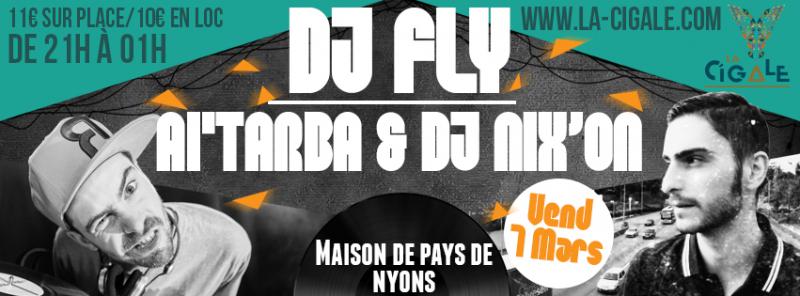 11€ SUR PLACE/10€ EN LOC
DE 21H À 01H
DJ FLY
AI'TARBA & DJ NIX'ON
WWW.LA-CIGALE.COM
LA
CIGALE
Vend
7 Mars
MAISON DE PAYS DE
NYONS